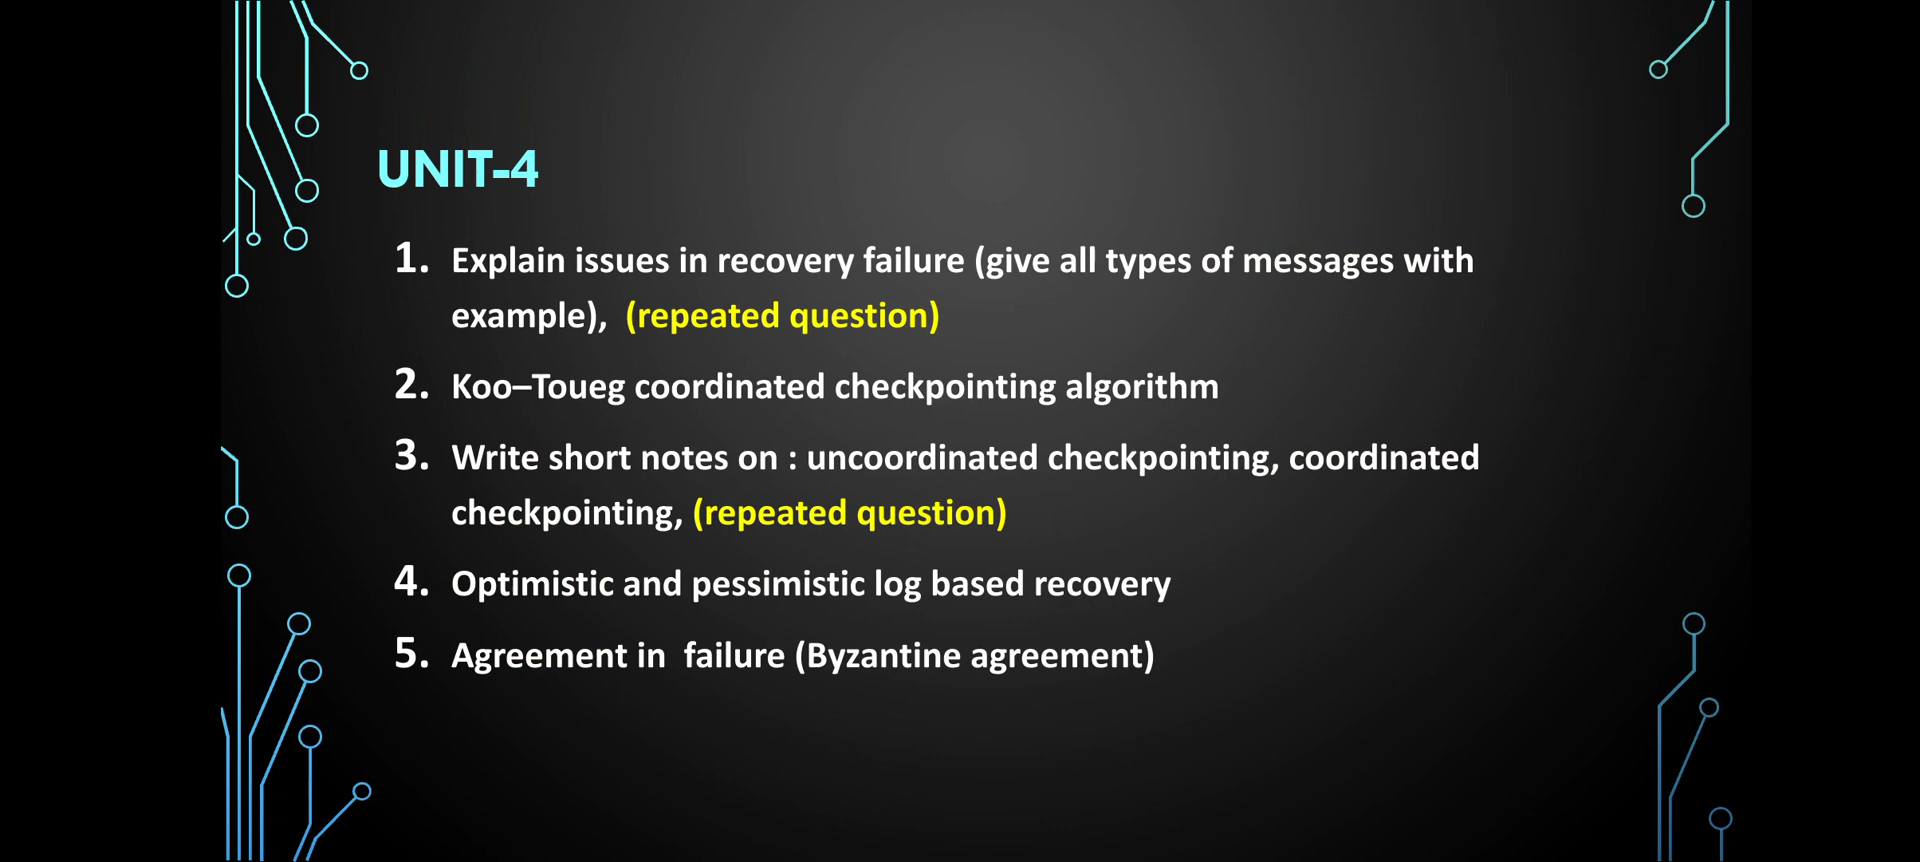 UNIT-4
1. Explain issues in recovery failure (give all types of messages with
example), (repeated question)
2. Koo–Toueg coordinated checkpointing algorithm
3. Write short notes on : uncoordinated checkpointing, coordinated
checkpointing, (repeated question)
4. Optimistic and pessimistic log based recovery
5. Agreement in failure (Byzantine agreement)